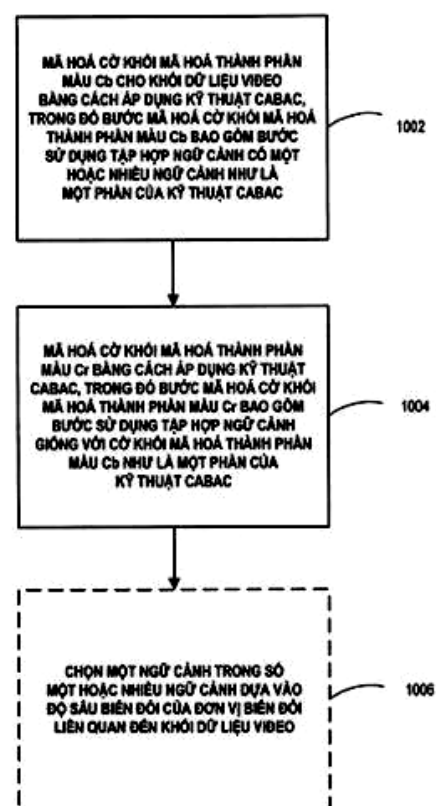 MÃ HOÁ CỜ KHỐI MÃ HOÁ THÀNH PHẦN
MÀU Cb CHO KHỐI DỮ LIỆU VIDEO
BẰNG CÁCH ÁP DỤNG KỸ THUẬT CABAC,
TRONG ĐÓ BƯỚC MÃ HOÁ CỜ KHỐI MÃ HOÁ
THÀNH PHẦN MÀU Cb BAO GỒM BƯỚC
SỬ DỤNG TẬP HỢP NGỮ CẢNH CÓ MỘT
HOẶC NHIỀU NGỮ CẢNH NHƯ LÀ
MỘT PHẦN CỦA KỸ THUẬT CABAC
1002
MÃ HOÁ CỜ KHỐI MÃ HOÁ THÀNH PHẦN
MÀU Cr BẰNG CÁCH ÁP DỤNG KỸ THUẬT
CABAC, TRONG ĐÓ BƯỚC MÃ HOÁ CỜ KHỐI
MÃ HOÁ THÀNH PHẦN MÀU Cr BAO GỒM
BƯỚC SỬ DỤNG TẬP HỢP NGỮ CẢNH
GIỐNG VỚI CỜ KHỐI MÃ HOÁ THÀNH PHẦN
MÀU Cb NHƯ LÀ MỘT PHẦN CỦA
KỸ THUẬT CABAC
1004
CHỌN MỘT NGỮ CẢNH TRONG SỐ
MỘT HOẶC NHIỀU NGỮ CẢNH DỰA VÀO
ĐỘ SÂU BIẾN ĐỔI CỦA ĐƠN VỊ BIẾN ĐỔI
LIÊN QUAN ĐẾN KHỐI DỮ LIỆU VIDEO
1006